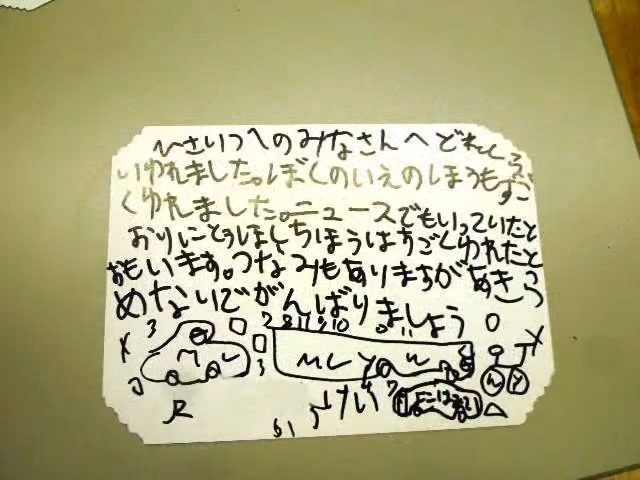 ひさいちへのみなさんへどれくら
いゆれました。ぼくのいえのほうもすご
くゆれました。ニュースでもいっていたと
おりにとうほくちほうはすごくゆれたと
おもいます。つなみもありますがあきら
めないでがんばりましょう